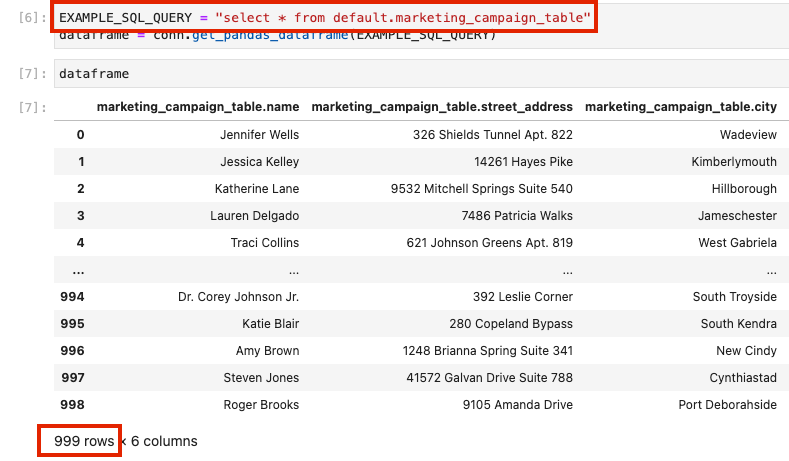 [6]: EXAMPLE_SQL_QUERY = "select * from default.marketing_campaign_table"
dataframe = conn.get_pandas_dataframe(EXAMPLE_SQL_QUERY)
[7]: dataframe
[7]: marketing_campaign_table.name marketing_campaign_table.street_address marketing_campaign_table.city
0 Jennifer Wells 326 Shields Tunnel Apt. 822 Wadeview
1 Jessica Kelley 14261 Hayes Pike Kimberlymouth
2 Katherine Lane 9532 Mitchell Springs Suite 540 Hillborough
3 Lauren Delgado 7486 Patricia Walks Jameschester
4 Traci Collins 621 Johnson Greens Apt. 819 West Gabriela
... ... ... ...
994 Dr. Corey Johnson Jr. 392 Leslie Corner South Troyside
995 Katie Blair 280 Copeland Bypass South Kendra
996 Amy Brown 1248 Brianna Spring Suite 341 New Cindy
997 Steven Jones 41572 Galvan Drive Suite 788 Cynthiastad
998 Roger Brooks 9105 Amanda Drive Port Deborahside
999 rows × 6 columns